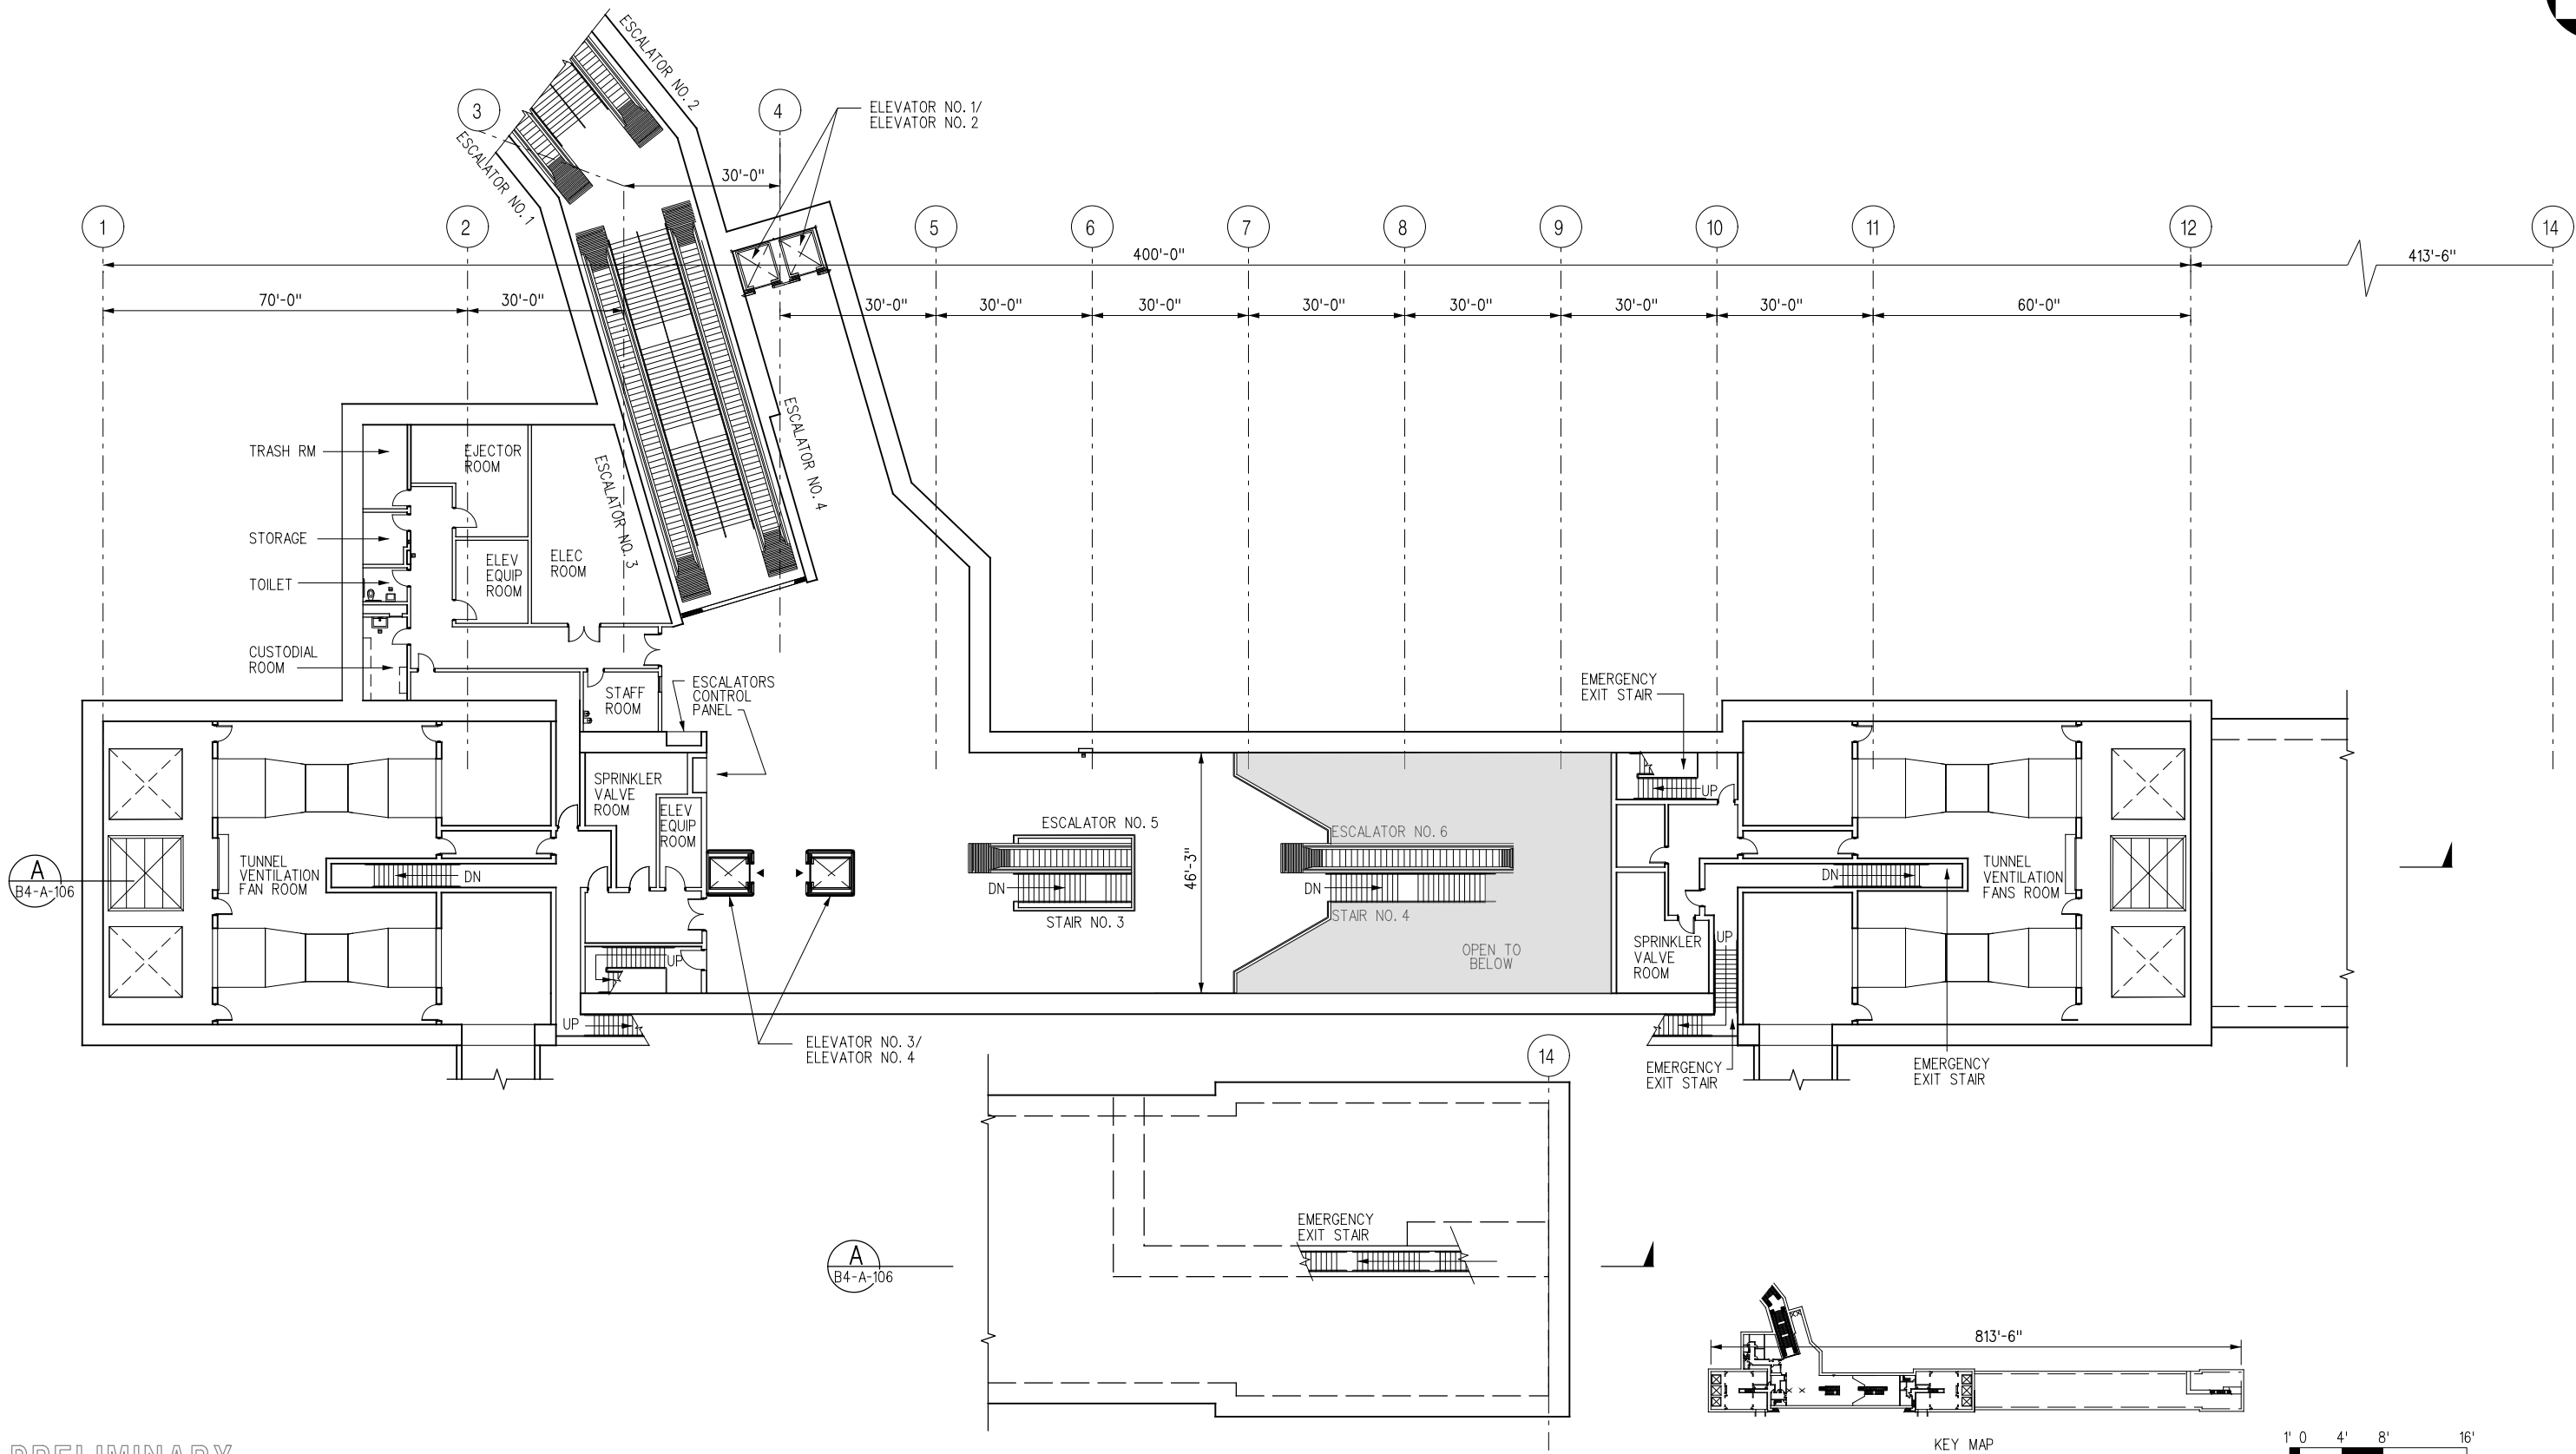 ESCALATOR NO. 2
3
4
ELEVATOR NO. 1/
ELEVATOR NO. 2
ESCALATOR NO. 1
30'-0"
1
2
5
6
7
8
9
10
11
12
14
400'-0"
413'-6"
70'-0"
30'-0"
30'-0"
30'-0"
30'-0"
30'-0"
30'-0"
30'-0"
30'-0"
60'-0"
TRASH RM
EJECTOR
ROOM
ESCALATOR NO. 4
ESCALATOR NO. 3
STORAGE
ELEV
EQUIP
ROOM
ELEC
ROOM
TOILET
CUSTODIAL
ROOM
STAFF
ROOM
ESCALATORS
CONTROL
PANEL
EMERGENCY
EXIT STAIR
SPRINKLER
VALVE
ROOM
ELEV
EQUIP
ROOM
UP
ESCALATOR NO. 5
ESCALATOR NO. 6
46'-3"
A
B4-A-106
TUNNEL
VENTILATION
FAN ROOM
DN
DN
DN
DN
TUNNEL
VENTILATION
FANS ROOM
STAIR NO. 3
STAIR NO. 4
OPEN TO
BELOW
SPRINKLER
VALVE
ROOM
UP
UP
UP
ELEVATOR NO. 3/
ELEVATOR NO. 4
14
EMERGENCY
EXIT STAIR
EMERGENCY
EXIT STAIR
EMERGENCY
EXIT STAIR
A
B4-A-106
813'-6"
KEY MAP
PRELIMINARY
1' 0 4' 8' 16'